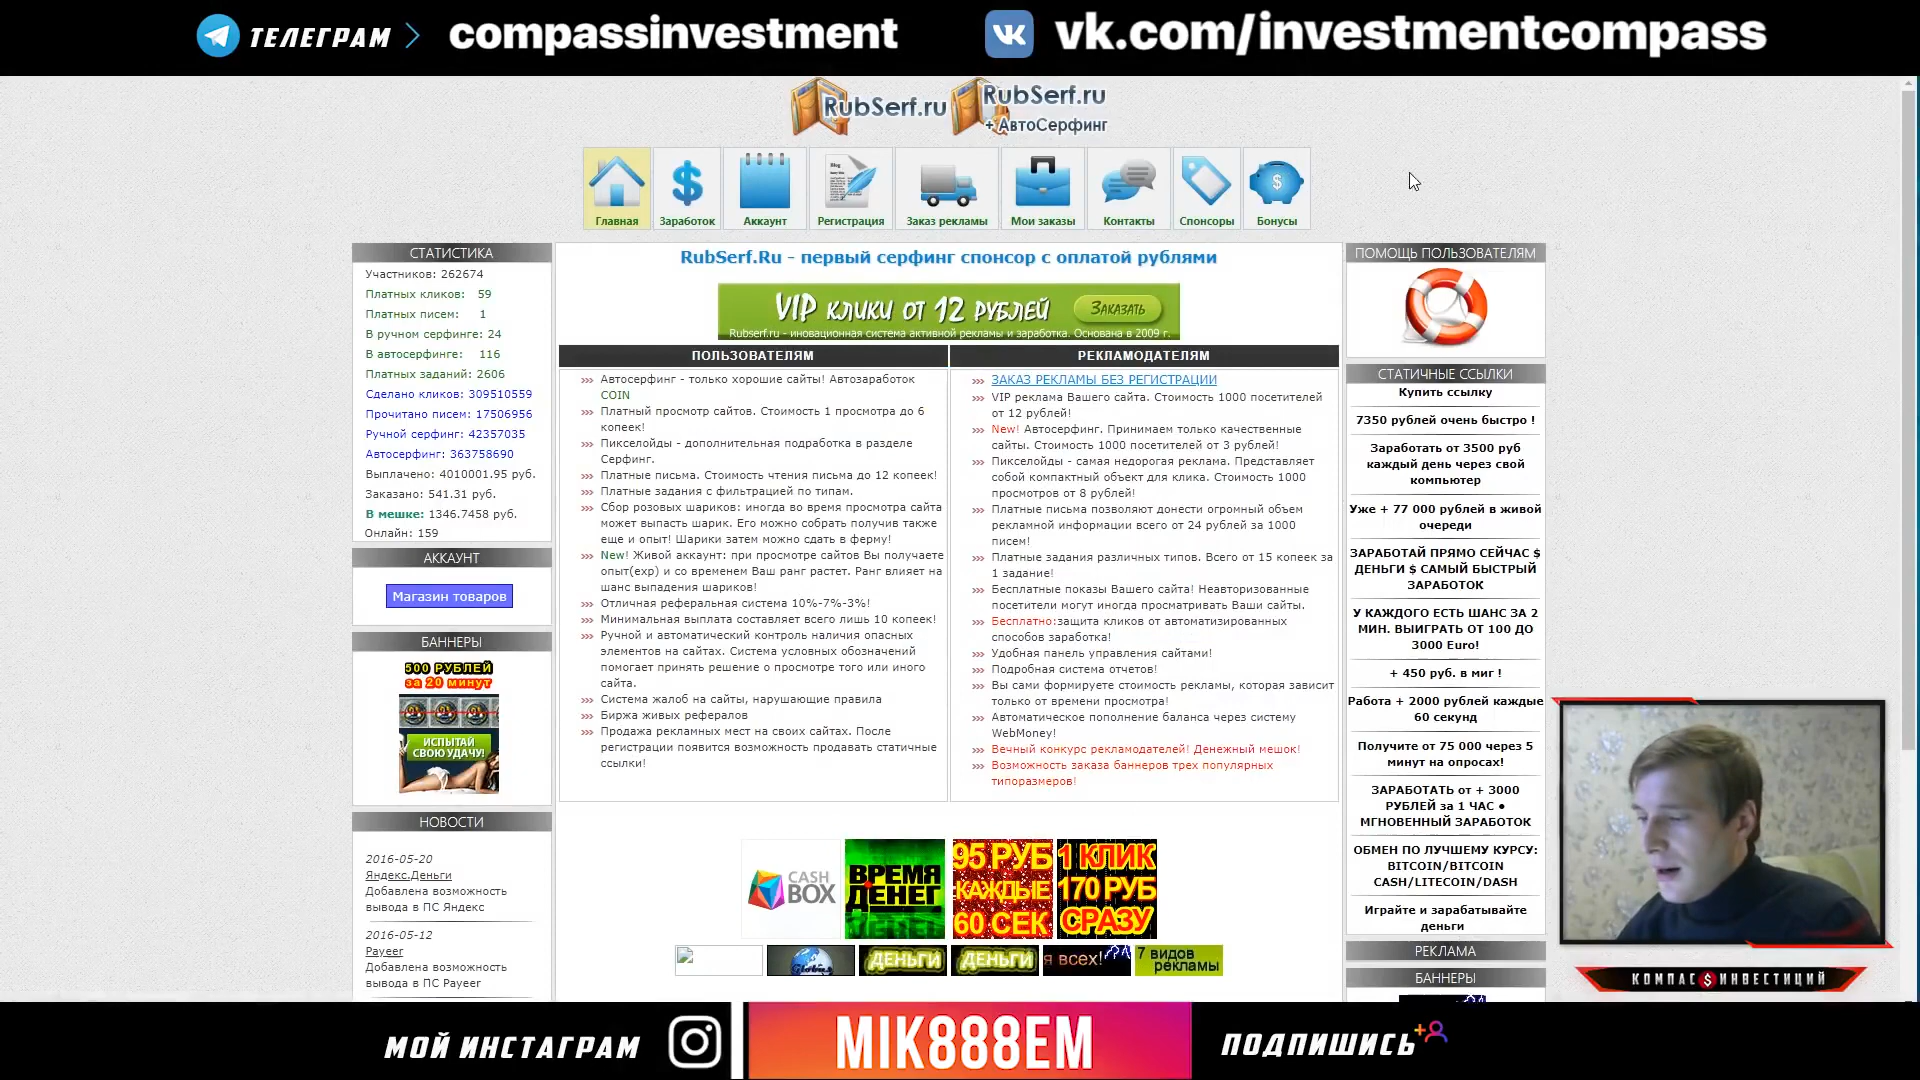 ТЕЛЕГРАМ
compassinvestment
vk.com/investmentcompass
RubSerf.ru
RubSerf.ru
+ АвтоСерфинг
Главная
Заработок
Аккаунт
Регистрация
Заказ рекламы
Мои заказы
Контакты
Спонсоры
Бонусы
СТАТИСТИКА
Участников: 262674
Платных кликов: 59
Платных писем: 1
В ручном серфинге: 24
В автосерфинге: 116
Платных заданий: 2606
Сделано кликов: 309510559
Прочитано писем: 17506956
Ручной серфинг: 42357035
Автосерфинг: 363758690
Выплачено: 4010001.95 руб.
Заказано: 541.31 руб.
В мешке: 1346.7458 руб.
Онлайн: 159
АККАУНТ
Магазин товаров
БАННЕРЫ
500 РУБЛЕЙ
за 20 минут
ИСПЫТАЙ
СВОЮ УДАЧУ!
НОВОСТИ
2016-05-20
Яндекс.Деньги
Добавлена возможность
вывода в ПС Яндекс
2016-05-12
Payeer
Добавлена возможность
вывода в ПС Payeer
RubSerf.Ru - первый серфинг спонсор с оплатой рублями
VIP клики от 12 рублей
Заказать
Rubserf.ru - иновационная система активной рекламы и заработка. Основана в 2009 г.
ПОЛЬЗОВАТЕЛЯМ
Автосерфинг - только хорошие сайты! Автозаработок
COIN
Платный просмотр сайтов. Стоимость 1 просмотра до 6
копеек!
Пикселойды - дополнительная подработка в разделе
Серфинг.
Платные письма. Стоимость чтения письма до 12 копеек!
Платные задания с фильтрацией по типам.
Сбор розовых шариков: иногда во время просмотра сайта
может выпасть шарик. Его можно собрать получив также
еще и опыт! Шарики затем можно сдать в ферму!
New! Живой аккаунт: при просмотре сайтов Вы получаете
опыт(exp) и со временем Ваш ранг растет. Ранг влияет на
шанс выпадения шариков!
Отличная реферальная система 10%-7%-3%!
Минимальная выплата составляет всего лишь 10 копеек!
Ручной и автоматический контроль наличия опасных
элементов на сайтах. Система условных обозначений
помогает принять решение о просмотре того или иного
сайта.
Система жалоб на сайты, нарушающие правила
Биржа живых рефералов
Продажа рекламных мест на своих сайтах. После
регистрации появится возможность продавать статичные
ссылки!
РЕКЛАМОДАТЕЛЯМ
ЗАКАЗ РЕКЛАМЫ БЕЗ РЕГИСТРАЦИИ
VIP реклама Вашего сайта. Стоимость 1000 посетителей
от 12 рублей!
New! Автосерфинг. Принимаем только качественные
сайты. Стоимость 1000 посетителей от 3 рублей!
Пикселойды - самая недорогая реклама. Представляет
собой компактный объект для клика. Стоимость 1000
просмотров от 8 рублей!
Платные письма позволяют донести огромный объем
рекламной информации всего от 24 рублей за 1000
писем!
Платные задания различных типов. Всего от 15 копеек за
1 задание!
Бесплатные показы Вашего сайта! Неавторизованные
посетители могут иногда просматривать Ваши сайты.
Бесплатно:защита кликов от автоматизированных
способов заработка!
Удобная панель управления сайтами!
Подробная система отчетов!
Вы сами формируете стоимость рекламы, которая зависит
только от времени просмотра!
Автоматическое пополнение баланса через систему
WebMoney!
Вечный конкурс рекламодателей! Денежный мешок!
Возможность заказа баннеров трех популярных
типоразмеров!
CASH
BOX
ВРЕМЯ
ДЕНЕГ
95 РУБ
КАЖДЫЕ
60 СЕК
1 КЛИК
170 РУБ
СРАЗУ
Globus
ДЕНЬГИ
ДЕНЬГИ
я всех!
7 видов
рекламы
ПОМОЩЬ ПОЛЬЗОВАТЕЛЯМ
СТАТИЧНЫЕ ССЫЛКИ
Купить ссылку
7350 рублей очень быстро !
Заработать от 3500 руб
каждый день через свой
компьютер
Уже + 77 000 рублей в живой
очереди
ЗАРАБОТАЙ ПРЯМО СЕЙЧАС $
ДЕНЬГИ $ САМЫЙ БЫСТРЫЙ
ЗАРАБОТОК
У КАЖДОГО ЕСТЬ ШАНС ЗА 2
МИН. ВЫИГРАТЬ ОТ 100 ДО
3000 Euro!
+ 450 руб. в миг !
Работа + 2000 рублей каждые
60 секунд
Получите от 75 000 через 5
минут на опросах!
ЗАРАБОТАТЬ от + 3000
РУБЛЕЙ за 1 ЧАС ●
МГНОВЕННЫЙ ЗАРАБОТОК
ОБМЕН ПО ЛУЧШЕМУ КУРСУ:
BITCOIN/BITCOIN
CASH/LITECOIN/DASH
Играйте и зарабатывайте
деньги
РЕКЛАМА
БАННЕРЫ
КОМПАС $ ИНВЕСТИЦИЙ
МОЙ ИНСТАГРАМ
MIK888EM
ПОДПИШИСЬ